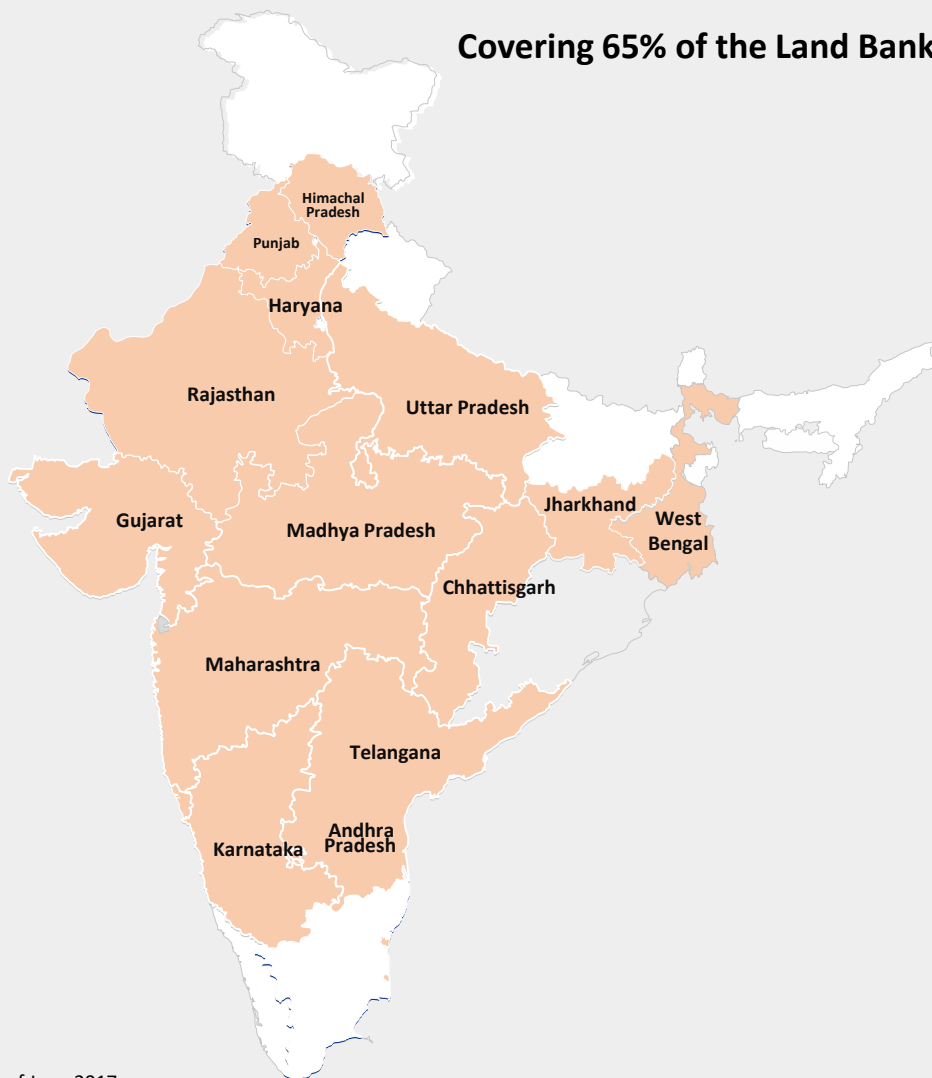 Covering 65% of the Land Bank
Himachal
Pradesh
Punjab
Haryana
Rajasthan
Uttar Pradesh
Gujarat
Madhya Pradesh
Jharkhand
West
Bengal
Chhattisgarh
Maharashtra
Telangana
Andhra
Pradesh
Karnataka
2017